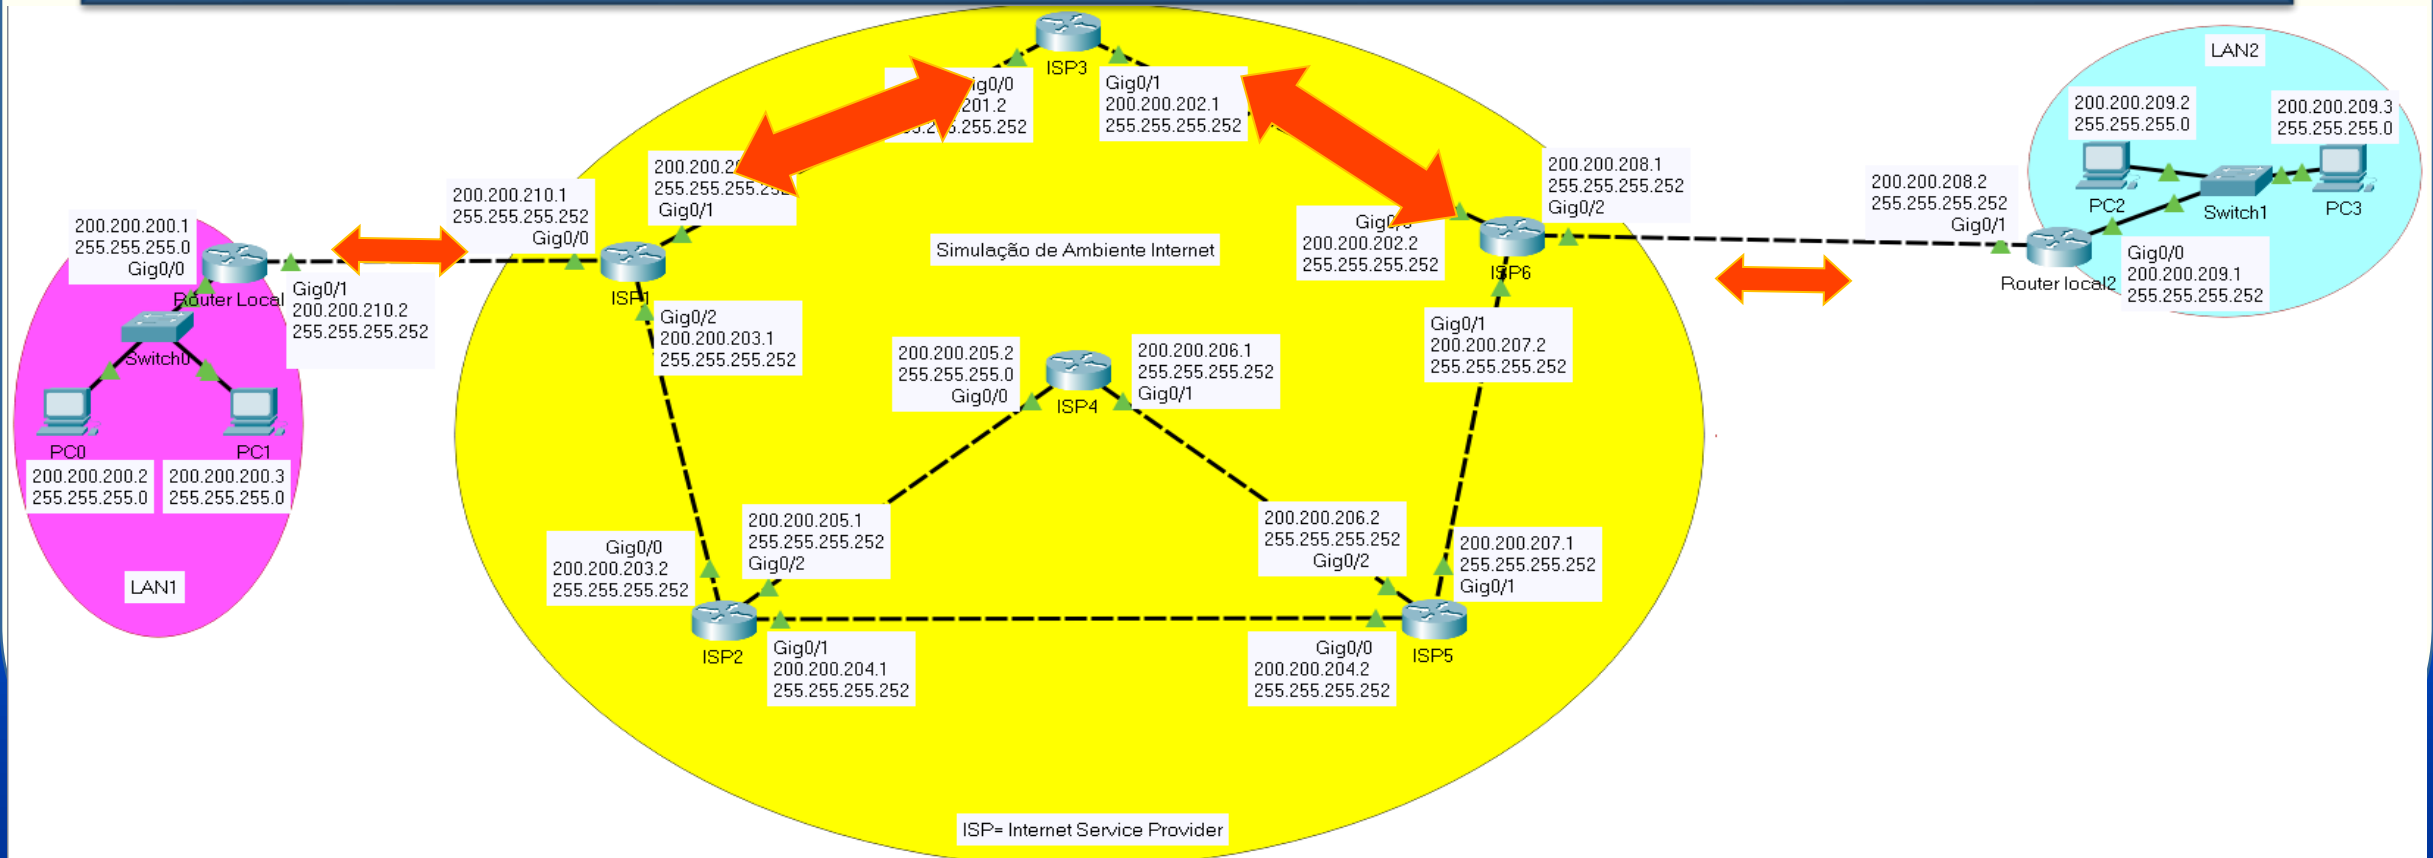 ISP3
Gig0/1
200.200.202.1
255.255.255.252
ig0/0
201.2
255.252
LAN2
200.200.209.2
255.255.255.0
200.200.209.3
255.255.255.0
PC2
Switch1
PC3
200.200.208.1
255.255.255.252
Gig0/2
200.200.208.2
255.255.255.252
Gig0/1
Router local2
Gig0/0
200.200.209.1
255.255.255.252
200.200.2
255.255.255.252
Gig0/1
200.200.210.1
255.255.255.252
Gig0/0
200.200.200.1
255.255.255.0
Gig0/0
Router Local
Gig0/1
200.200.210.2
255.255.255.252
Switch0
PC0
PC1
200.200.200.2
255.255.255.0
200.200.200.3
255.255.255.0
LAN1
ISP1
Gig0/2
200.200.203.1
255.255.255.252
Simulação de Ambiente Internet
200.200.202.2
255.255.255.252
ISP6
Gig0/1
200.200.207.2
255.255.255.252
200.200.205.2
255.255.255.0
Gig0/0
ISP4
200.200.206.1
255.255.255.252
Gig0/1
Gig0/0
200.200.203.2
255.255.255.252
200.200.205.1
255.255.255.252
Gig0/2
ISP2
Gig0/1
200.200.204.1
255.255.255.252
200.200.206.2
255.255.255.252
Gig0/2
200.200.207.1
255.255.255.252
Gig0/1
Gig0/0
200.200.204.2
255.255.255.252
ISP5
ISP= Internet Service Provider